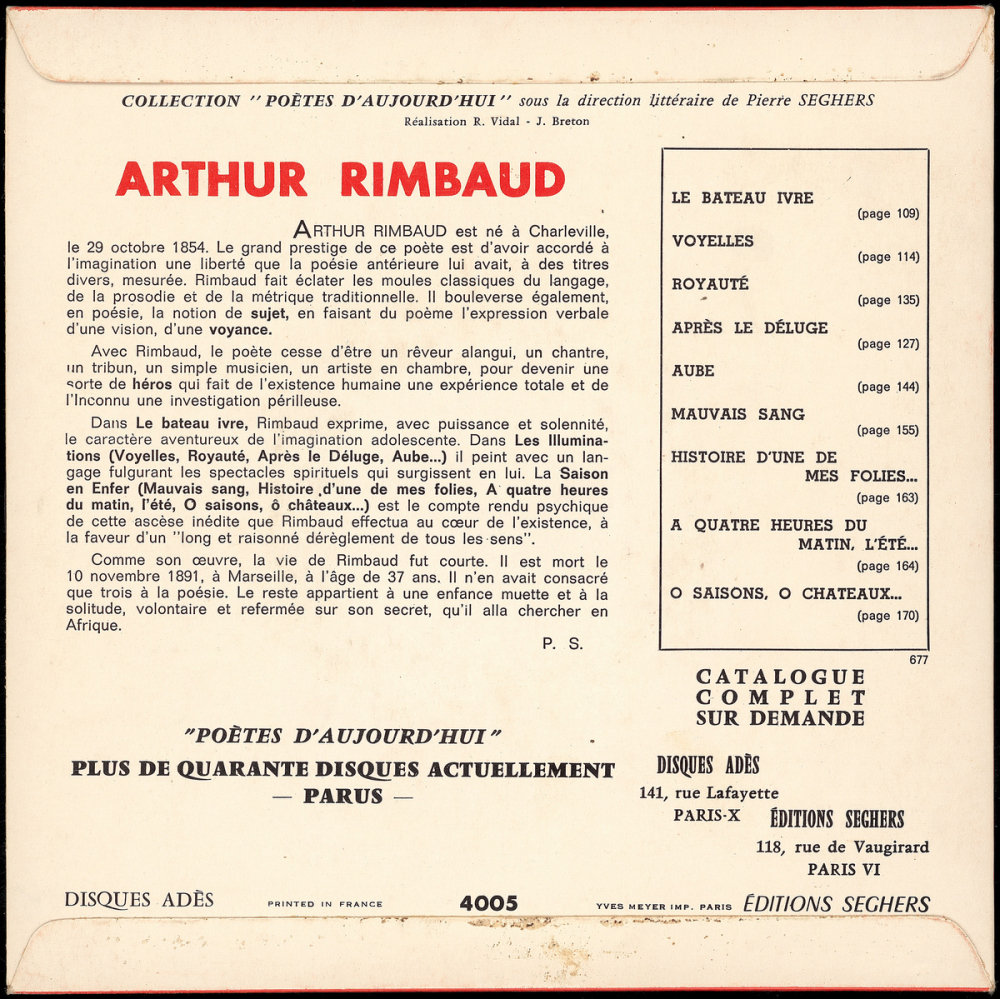 COLLECTION "POÈTES D'AUJOURD'HUI" sous la direction littéraire de Pierre SEGHERS
Réalisation R. Vidal - J. Breton
ARTHUR RIMBAUD
ARTHUR RIMBAUD est né à Charleville,
le 29 octobre 1854. Le grand prestige de ce poète est d'avoir accordé à
l'imagination une liberté que la poésie antérieure lui avait, à des titres
divers, mesurée. Rimbaud fait éclater les moules classiques du langage,
de la prosodie et de la métrique traditionnelle. Il bouleverse également,
en poésie, la notion de sujet, en faisant du poème l'expression verbale
d'une vision, d'une voyance.
Avec Rimbaud, le poète cesse d'être un rêveur alangui, un chantre,
un tribun, un simple musicien, un artiste en chambre, pour devenir une
sorte de héros qui fait de l'existence humaine une expérience totale et de
l'Inconnu une investigation périlleuse.
Dans Le bateau ivre, Rimbaud exprime, avec puissance et solennité,
le caractère aventureux de l'imagination adolescente. Dans Les Illumina-
tions (Voyelles, Royauté, Après le Déluge, Aube...) il peint avec un lan-
gage fulgurant les spectacles spirituels qui surgissent en lui. La Saison
en Enfer (Mauvais sang, Histoire d'une de mes folies, A quatre heures
du matin, l'été, O saisons, ô châteaux...) est le compte rendu psychique
de cette ascèse inédite que Rimbaud effectua au cœur de l'existence, à
la faveur d'un "long et raisonné dérèglement de tous les sens".
Comme son œuvre, la vie de Rimbaud fut courte. Il est mort le
10 novembre 1891, à Marseille, à l'âge de 37 ans. Il n'en avait consacré
que trois à la poésie. Le reste appartient à une enfance muette et à la
solitude, volontaire et refermée sur son secret, qu'il alla chercher en
Afrique.
P. S.
"POÈTES D'AUJOURD'HUI"
PLUS DE QUARANTE DISQUES ACTUELLEMENT
— PARUS —
LE BATEAU IVRE
(page 109)
VOYELLES
(page 114)
ROYAUTÉ
(page 135)
APRÈS LE DÉLUGE
(page 127)
AUBE
(page 144)
MAUVAIS SANG
(page 155)
HISTOIRE D'UNE DE
MES FOLIES...
(page 163)
A QUATRE HEURES DU
MATIN, L'ÉTÉ...
(page 164)
O SAISONS, O CHATEAUX...
(page 170)
677
CATALOGUE
COMPLET
SUR DEMANDE
DISQUES ADÈS
141, rue Lafayette
PARIS-X
ÉDITIONS SEGHERS
118, rue de Vaugirard
PARIS VI
DISQUES ADÈS PRINTED IN FRANCE 4005 YVES MEYER IMP. PARIS ÉDITIONS SEGHERS